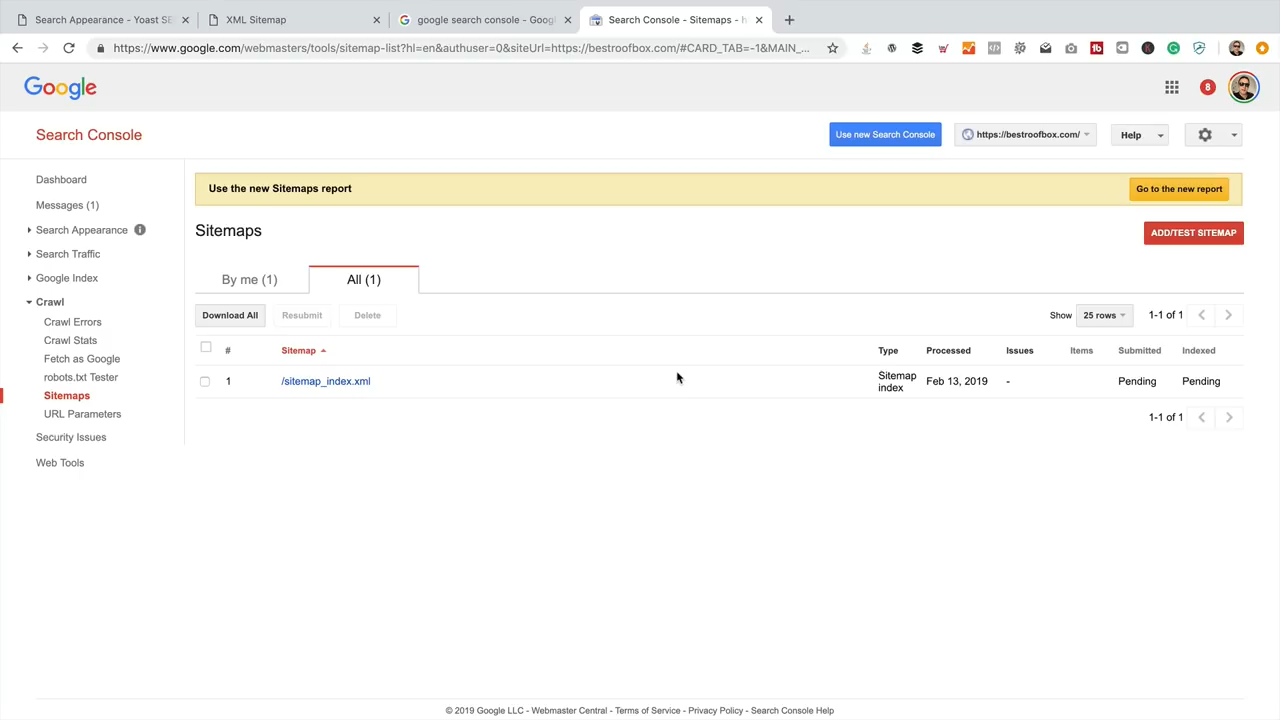 Search Appearance - Yoast SE
XML Sitemap
google search console - Googl
Search Console - Sitemaps - h
https://www.google.com/webmasters/tools/sitemap-list?hl=en&authuser=0&siteUrl=https://bestroofbox.com/#CARD_TAB=-1&MAIN_...
Google
8
Search Console
Use new Search Console
https://bestroofbox.com/
Help
Dashboard
Messages (1)
Search Appearance
Search Traffic
Google Index
Crawl
Crawl Errors
Crawl Stats
Fetch as Google
robots.txt Tester
Sitemaps
URL Parameters
Security Issues
Web Tools
Use the new Sitemaps report
Go to the new report
Sitemaps
ADD/TEST SITEMAP
By me (1)
All (1)
Download All
Resubmit
Delete
Show
25 rows
1-1 of 1
# Sitemap Type Processed Issues Items Submitted Indexed
1 /sitemap_index.xml Sitemap index Feb 13, 2019 - Pending Pending
1-1 of 1
© 2019 Google LLC - Webmaster Central - Terms of Service - Privacy Policy - Search Console Help